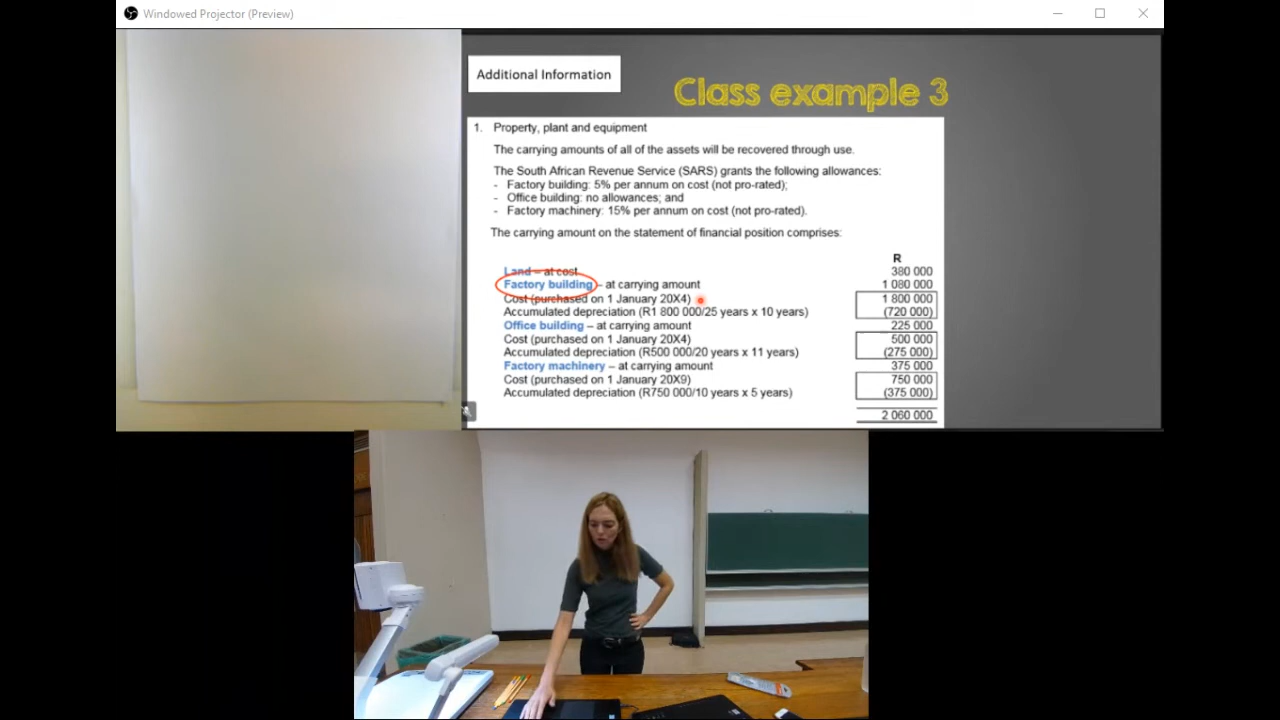 Windowed Projector (Preview)
Additional Information
Class example 3
1. Property, plant and equipment
The carrying amounts of all of the assets will be recovered through use.
The South African Revenue Service (SARS) grants the following allowances:
- Factory building: 5% per annum on cost (not pro-rated);
- Office building: no allowances; and
- Factory machinery: 15% per annum on cost (not pro-rated).
The carrying amount on the statement of financial position comprises:
R
Land – at cost 380 000
Factory building – at carrying amount 1 080 000
Cost (purchased on 1 January 20X4) 1 800 000
Accumulated depreciation (R1 800 000/25 years x 10 years) (720 000)
Office building – at carrying amount 225 000
Cost (purchased on 1 January 20X4) 500 000
Accumulated depreciation (R500 000/20 years x 11 years) (275 000)
Factory machinery – at carrying amount 375 000
Cost (purchased on 1 January 20X9) 750 000
Accumulated depreciation (R750 000/10 years x 5 years) (375 000)
2 060 000